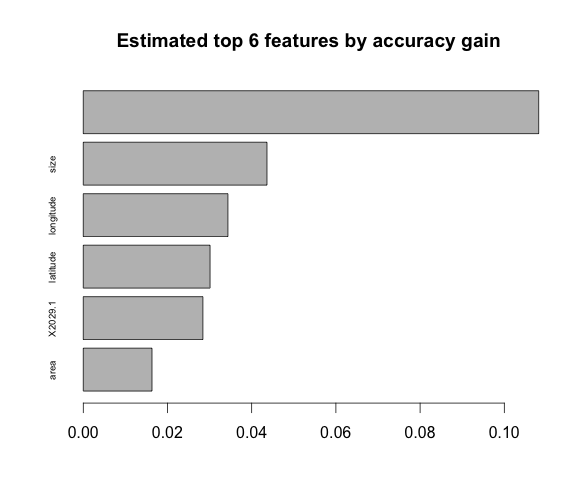 Estimated top 6 features by accuracy gain
size
longitude
latitude
X2029.1
area
0.00 0.02 0.04 0.06 0.08 0.10